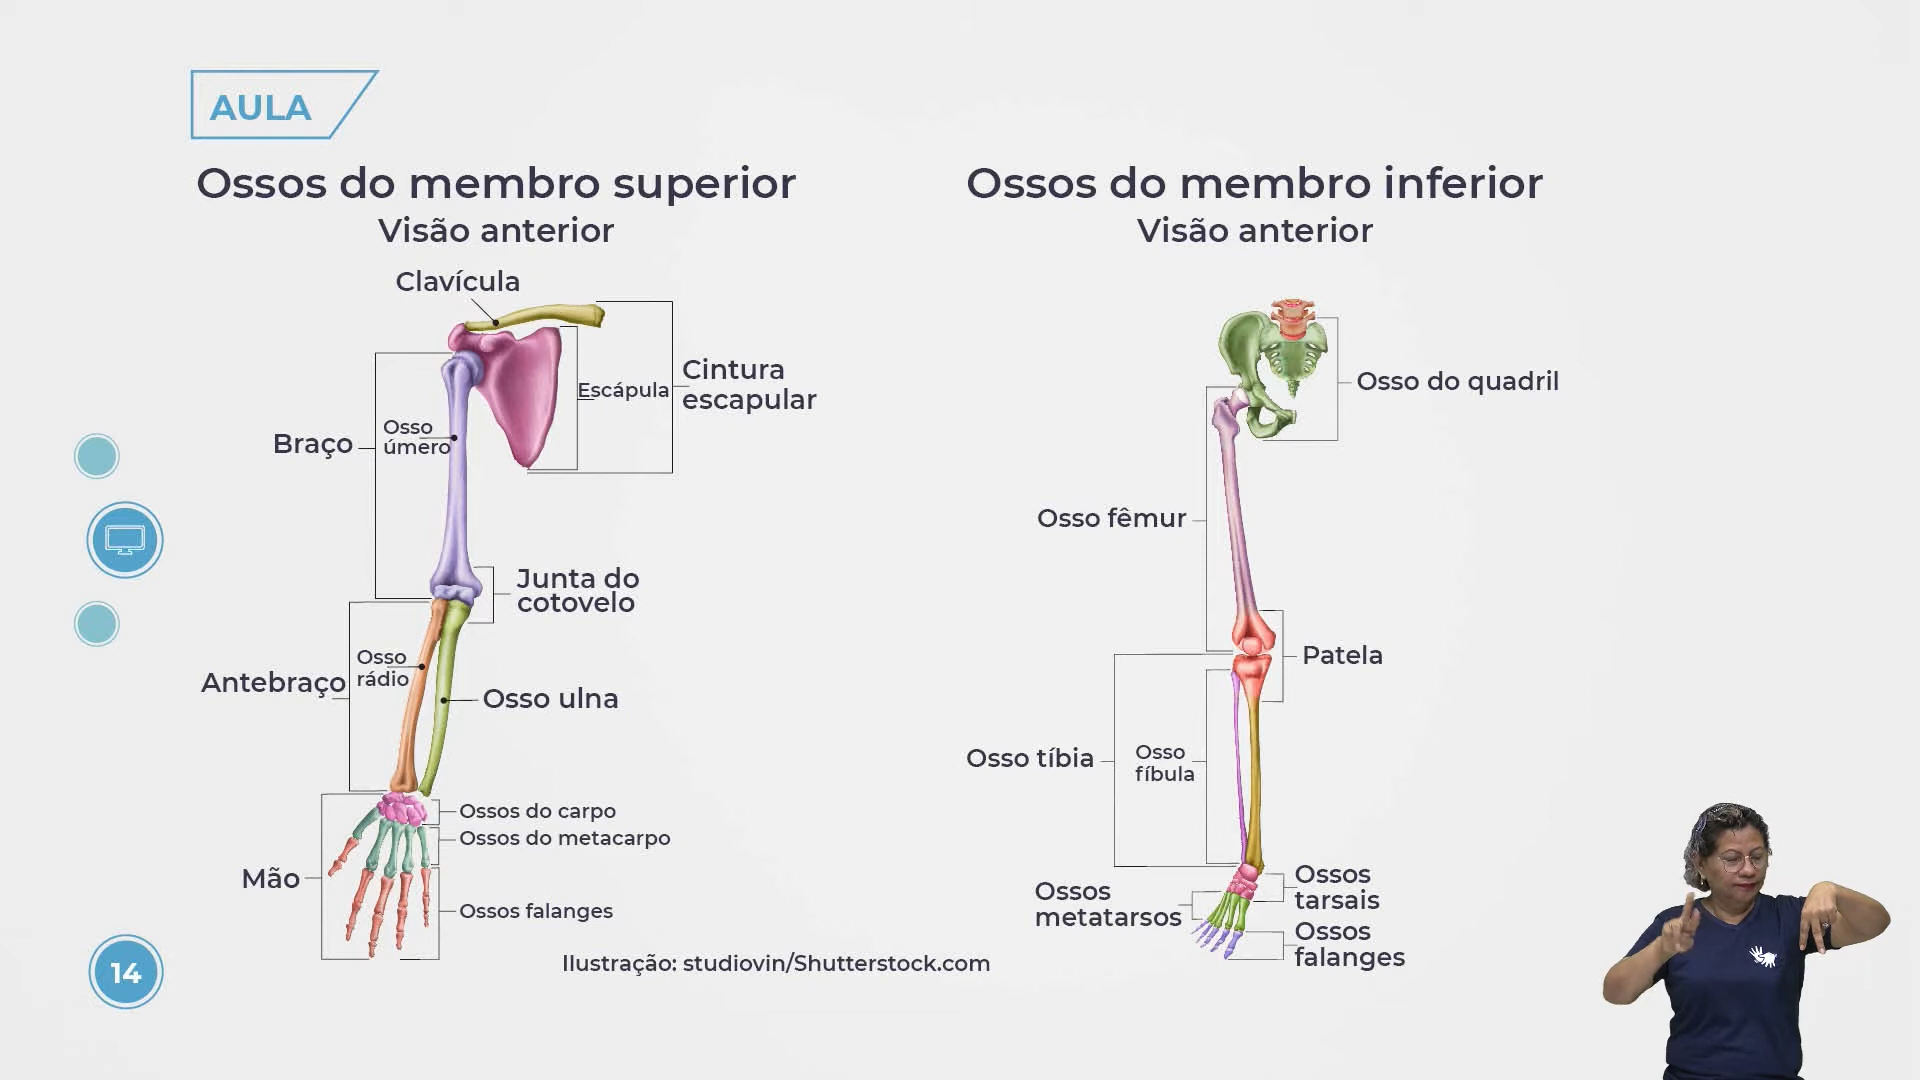 AULA
Ossos do membro superior
Visão anterior
Clavícula
Escápula
Cintura
escapular
Braço
Osso
úmero
Junta do
cotovelo
Antebraço
Osso
rádio
Osso ulna
Ossos do carpo
Ossos do metacarpo
Mão
Ossos falanges
Ossos do membro inferior
Visão anterior
Osso do quadril
Osso fêmur
Patela
Osso tíbia
Osso
fíbula
Ossos
tarsais
Ossos
metatarsos
Ossos
falanges
Ilustração: studiovin/Shutterstock.com
14